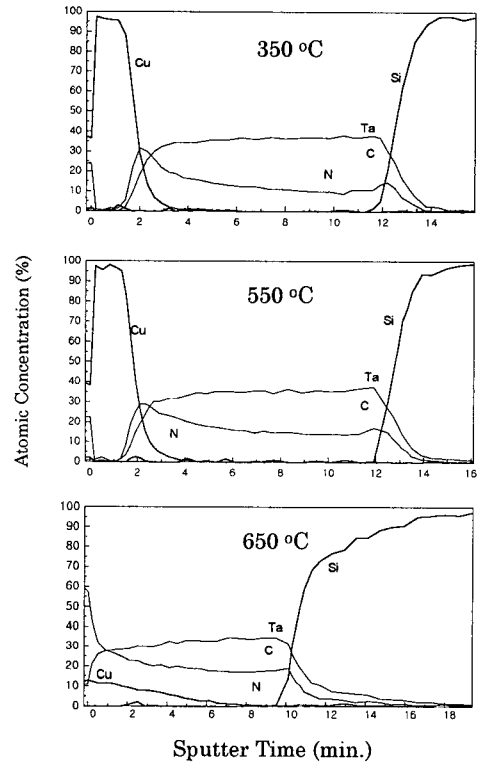 100
90
80
70
60
50
40
30
20
10
0
Cu
350 °C
Si
Ta
C
N
0 2 4 6 8 10 12 14
Atomic Concentration (%)
100
90
80
70
60
50
40
30
20
10
0
Cu
550 °C
Si
Ta
C
N
0 2 4 6 8 10 12 14 16
100
90
80
70
60
50
40
30
20
10
0
650 °C
Si
Ta
C
Cu
N
0 2 4 6 8 10 12 14 16 18
Sputter Time (min.)